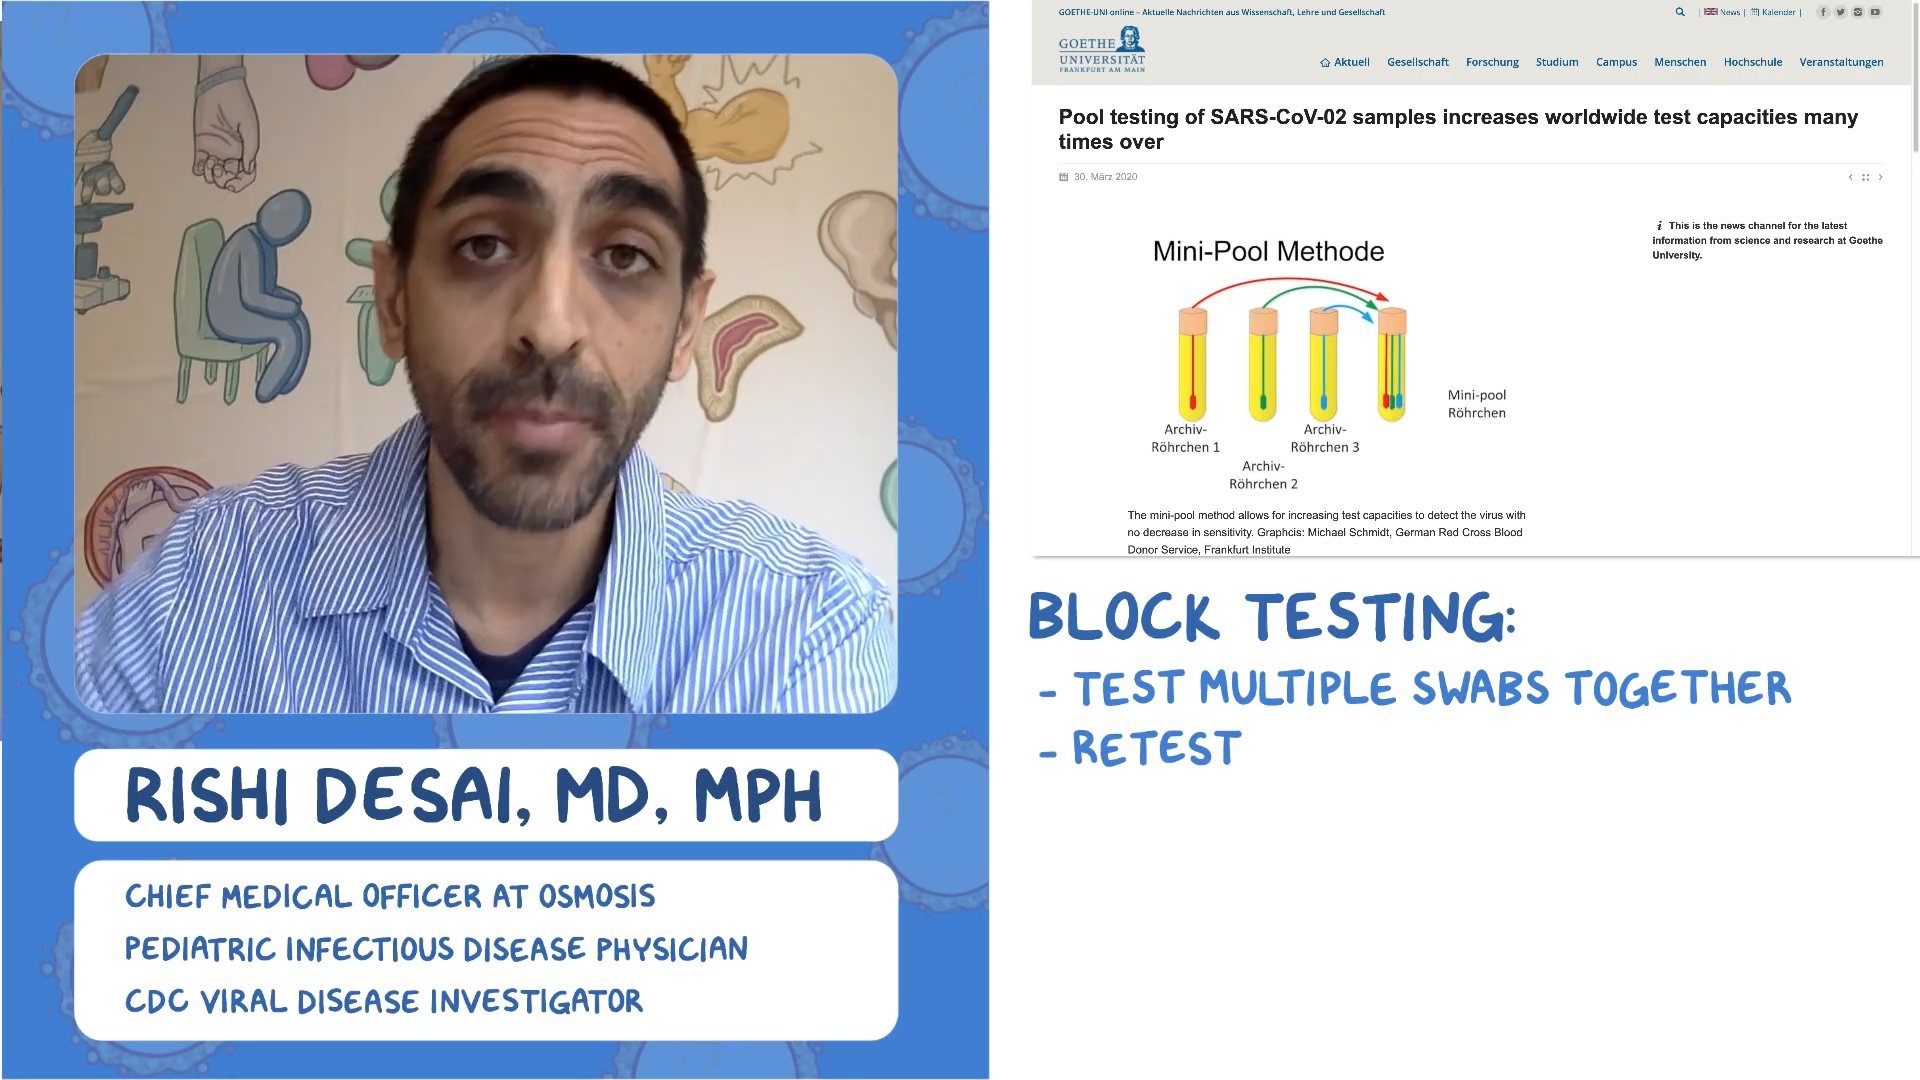 RISHI DESAI, MD, MPH
CHIEF MEDICAL OFFICER AT OSMOSIS
PEDIATRIC INFECTIOUS DISEASE PHYSICIAN
CDC VIRAL DISEASE INVESTIGATOR
GOETHE-UNI online – Aktuelle Nachrichten aus Wissenschaft, Lehre und Gesellschaft
| News | Kalender |
GOETHE
UNIVERSITÄT
FRANKFURT AM MAIN
Aktuell Gesellschaft Forschung Studium Campus Menschen Hochschule Veranstaltungen
Pool testing of SARS-CoV-02 samples increases worldwide test capacities many
times over
30. März 2020
i This is the news channel for the latest
information from science and research at Goethe
University.
Mini-Pool Methode
Mini-pool
Röhrchen
Archiv-
Röhrchen 1
Archiv-
Röhrchen 3
Archiv-
Röhrchen 2
The mini-pool method allows for increasing test capacities to detect the virus with
no decrease in sensitivity. Graphcis: Michael Schmidt, German Red Cross Blood
Donor Service, Frankfurt Institute
BLOCK TESTING:
- TEST MULTIPLE SWABS TOGETHER
- RETEST